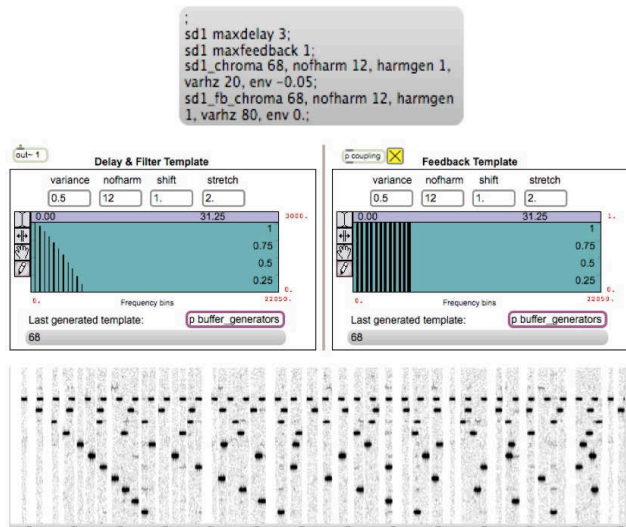 ;
sd1 maxdelay 3;
sd1 maxfeedback 1;
sd1_chroma 68, nofharm 12, harmgen 1,
varhz 20, env -0.05;
sd1_fb_chroma 68, nofharm 12, harmgen
1, varhz 80, env 0.;
out~ 1
Delay & Filter Template
variance nofharm shift stretch
0.5 12 1. 2.
0.00 31.25 3000.
1
0.75
0.5
0.25
0.
0. Frequency bins 22050.
Last generated template: p buffer_generators
68
p coupling
Feedback Template
variance nofharm shift stretch
0.5 12 1. 2.
0.00 31.25 1.
1
0.75
0.5
0.25
0.
0. Frequency bins 22050.
Last generated template: p buffer_generators
68